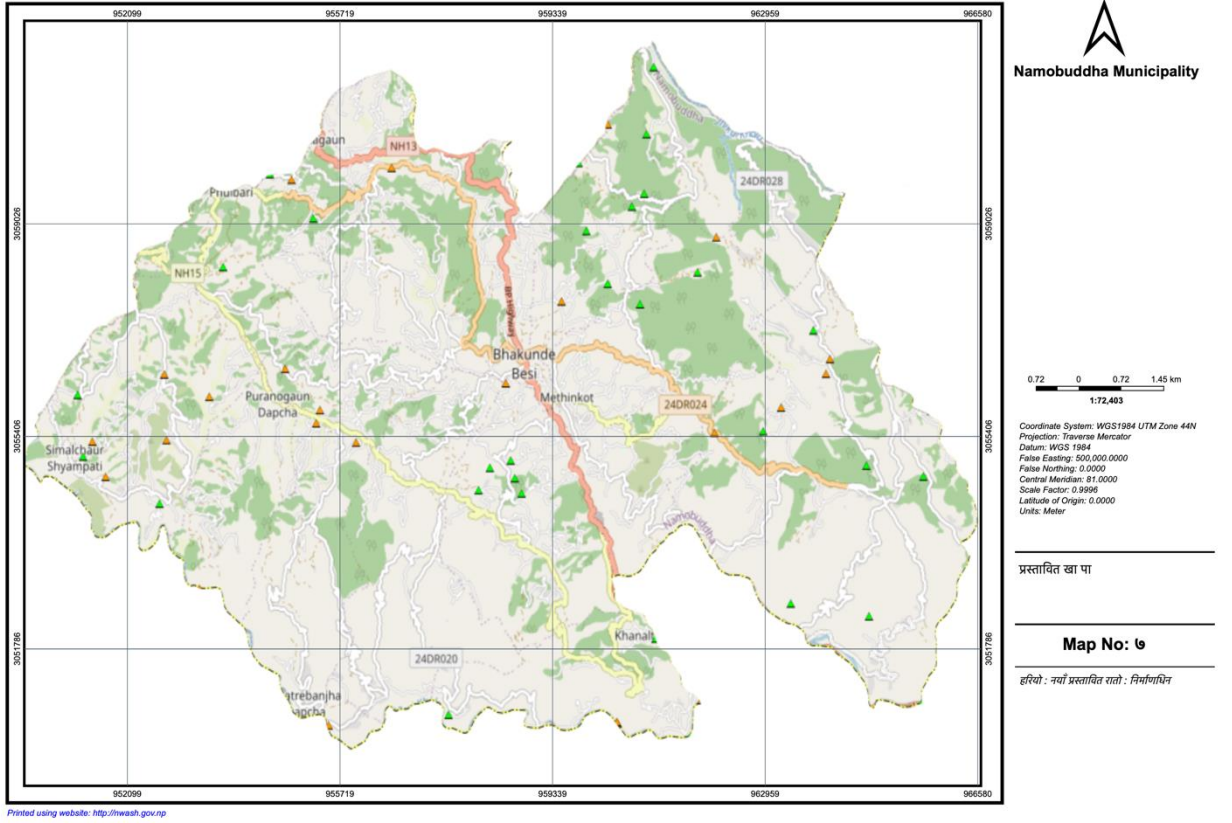 952099 955719 959339 962959 966580
Namobuddha Municipality
Namobuddha
NH13
24DR028
3059026 3059026
NH15
BP Highway
Bhakunde
Besi
Methinkot
24DR024
Puranogaun
Dapcha
3055406 3055406
Simalchaur
Shyampati
Namobuddha
3051786 3051786
24DR020
952099 955719 959339 962959 966580
0.72 0 0.72 1.45 km
1:72,403
Coordinate System: WGS1984 UTM Zone 44N
Projection: Traverse Mercator
Datum: WGS 1984
False Easting: 500,000.0000
False Northing: 0.0000
Central Meridian: 81.0000
Scale Factor: 0.9996
Latitude of Origin: 0.0000
Units: Meter
प्रस्तावित खा पा
Map No: ७
हरियो : नयाँ प्रस्तावित रातो : निर्माणधिन
Printed using website: http://nwash.gov.np